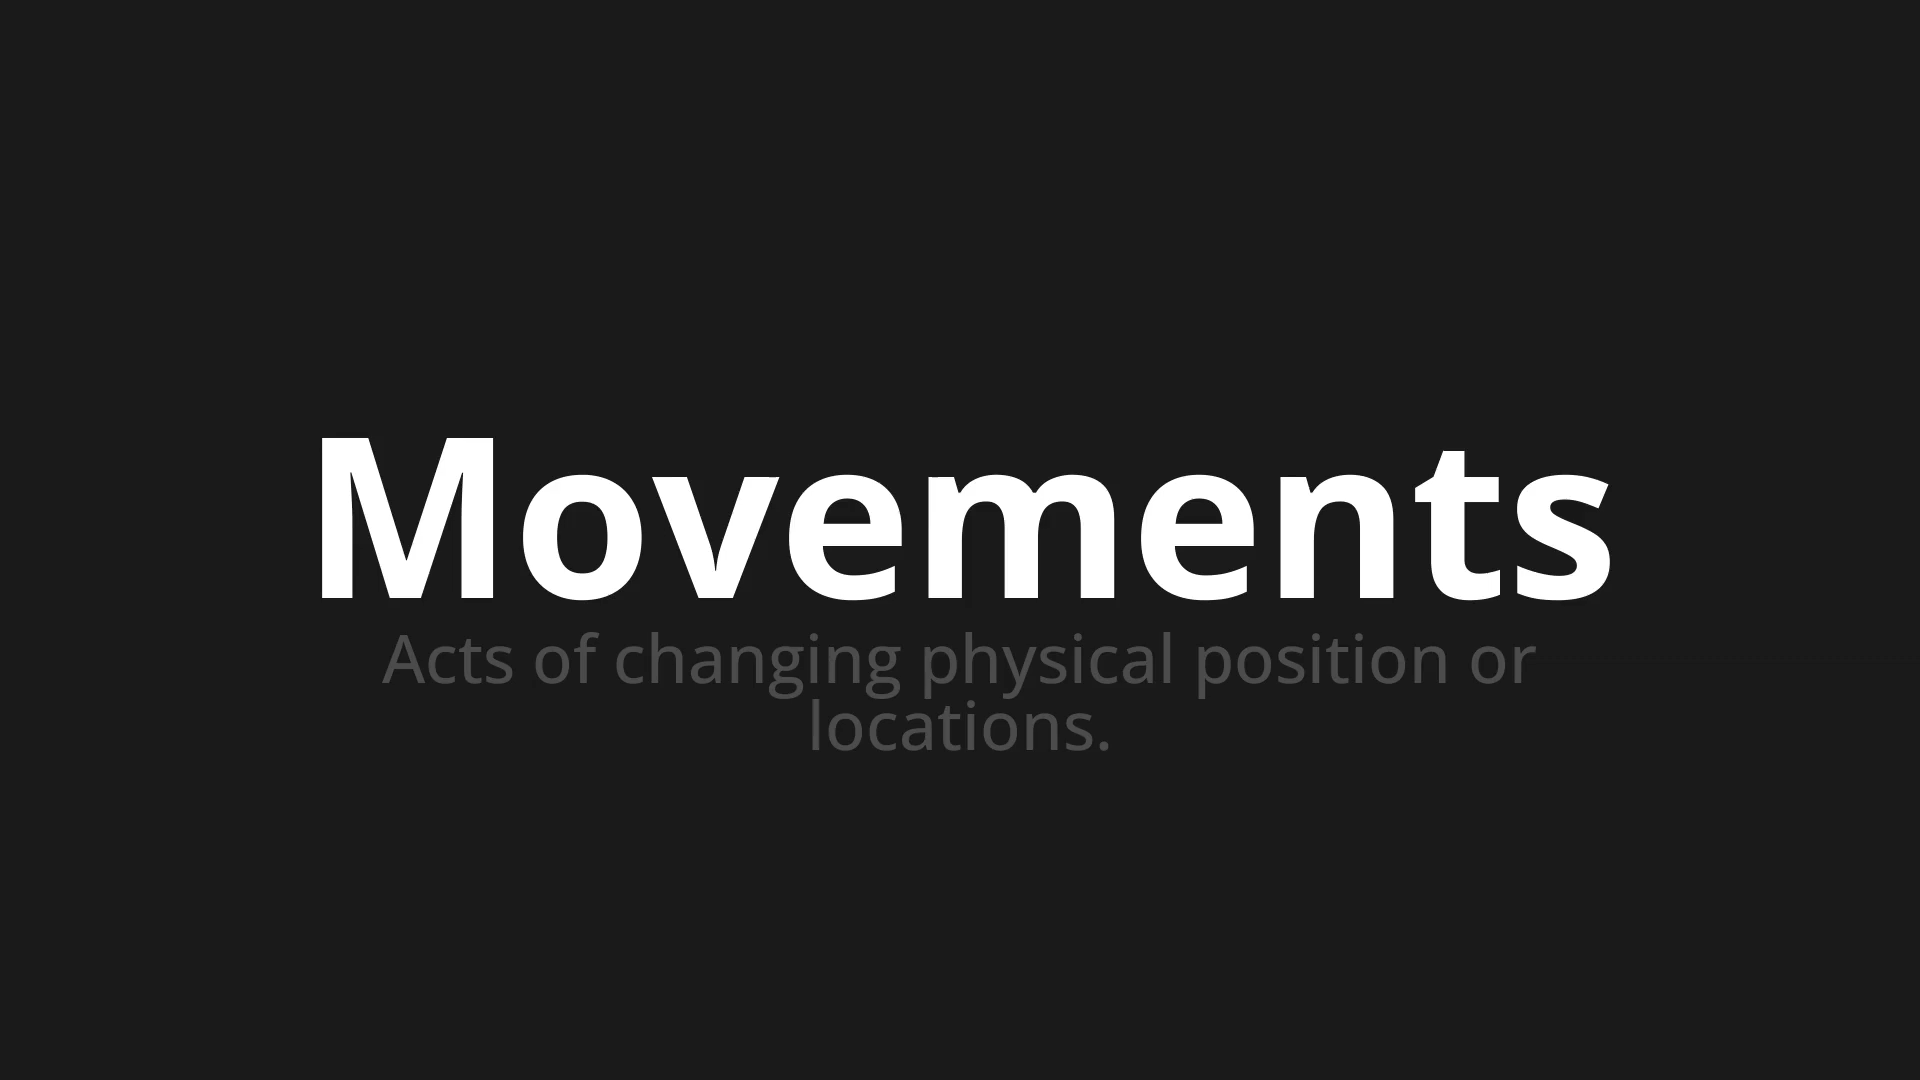 Movements
Acts of changing physical position or
locations.